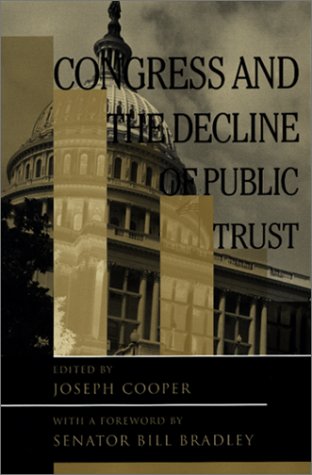 CONGRESS AND
THE DECLINE
OF PUBLIC
TRUST
EDITED BY
JOSEPH COOPER
WITH A FOREWORD BY
SENATOR BILL BRADLEY